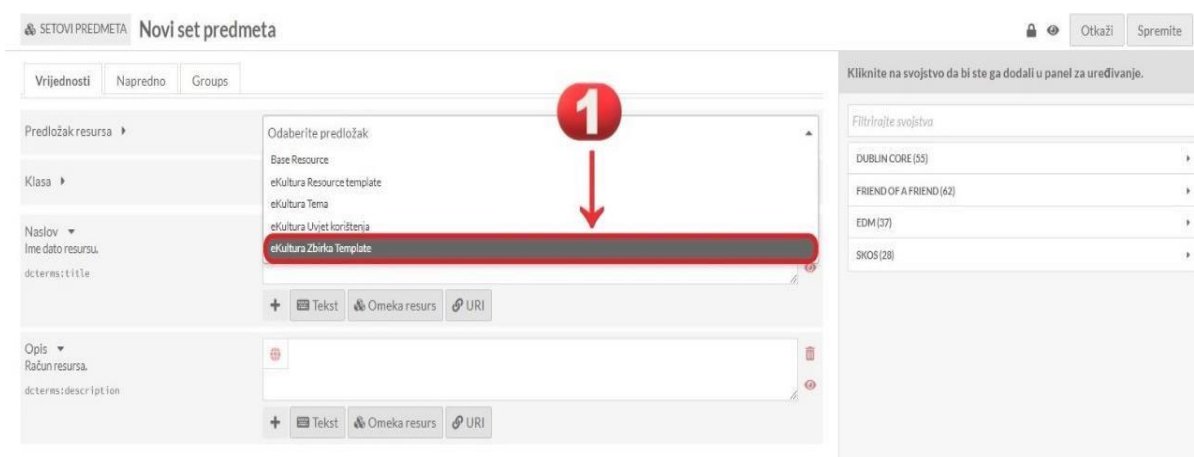 SETOVI PREDMETA Novi set predmeta
Otkaži Spremite
Vrijednosti Napredno Groups
Kliknite na svojstvo da bi ste ga dodali u panel za uređivanje.
1
Predložak resursa
Odaberite predložak
Filtrirajte svojstva
Base Resource
DUBLIN CORE (55)
Klasa
eKultura Resource template
FRIEND OF A FRIEND (62)
eKultura Tema
EDM (37)
Naslov
eKultura Uvjet korištenja
Ime dato resursu.
eKultura Zbirka Template
SKOS (28)
dcterms:title
+ Tekst Omeka resurs URI
Opis
Račun resursa.
dcterms:description
+ Tekst Omeka resurs URI